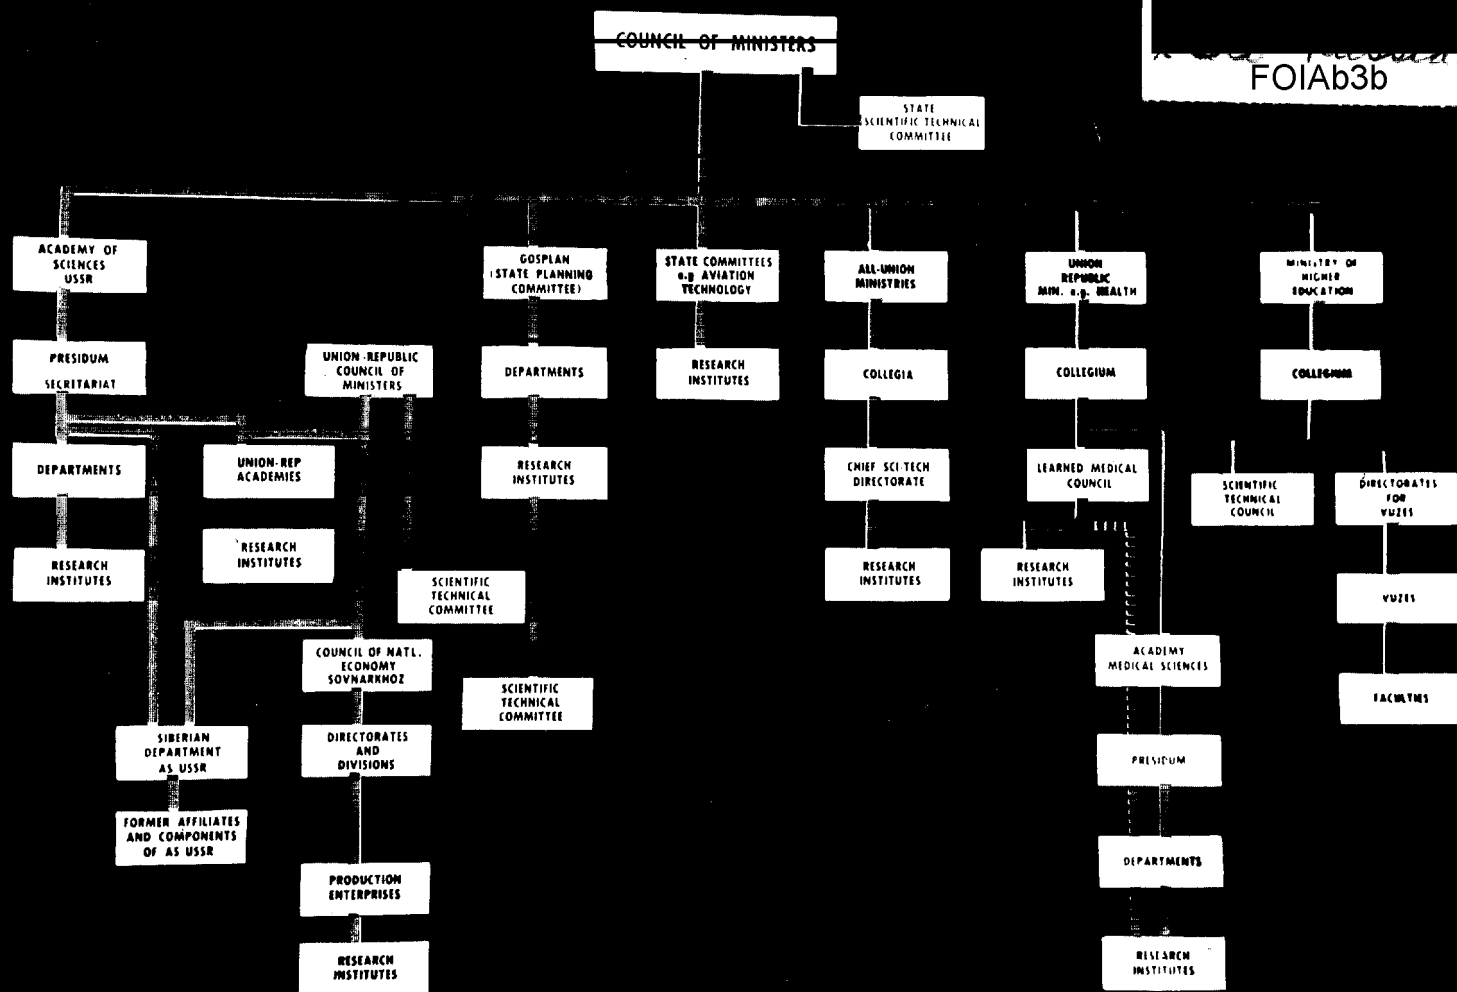 COUNCIL OF MINISTERS
FOIAb3b
STATE
SCIENTIFIC TECHNICAL
COMMITTEE
ACADEMY OF
SCIENCES
USSR
GOSPLAN
(STATE PLANNING
COMMITTEE)
STATE COMMITTEES
e.g AVIATION
TECHNOLOGY
ALL-UNION
MINISTRIES
UNION
REPUBLIC
MIN. e.g. HEALTH
MINISTRY OF
HIGHER
EDUCATION
PRESIDUM
SECRETARIAT
UNION-REPUBLIC
COUNCIL OF
MINISTERS
DEPARTMENTS
RESEARCH
INSTITUTES
COLLEGIA
COLLEGIUM
COLLEGIUM
DEPARTMENTS
UNION-REP
ACADEMIES
RESEARCH
INSTITUTES
CHIEF SCI-TECH
DIRECTORATE
LEARNED MEDICAL
COUNCIL
SCIENTIFIC
TECHNICAL
COUNCIL
DIRECTORATES
FOR
VUZES
RESEARCH
INSTITUTES
RESEARCH
INSTITUTES
SCIENTIFIC
TECHNICAL
COMMITTEE
RESEARCH
INSTITUTES
RESEARCH
INSTITUTES
VUZES
COUNCIL OF NATL.
ECONOMY
SOVNARKHOZ
SCIENTIFIC
TECHNICAL
COMMITTEE
ACADEMY
MEDICAL SCIENCES
FACULTIES
SIBERIAN
DEPARTMENT
AS USSR
DIRECTORATES
AND
DIVISIONS
PRESIDUM
FORMER AFFILIATES
AND COMPONENTS
OF AS USSR
PRODUCTION
ENTERPRISES
DEPARTMENTS
RESEARCH
INSTITUTES
RESEARCH
INSTITUTES